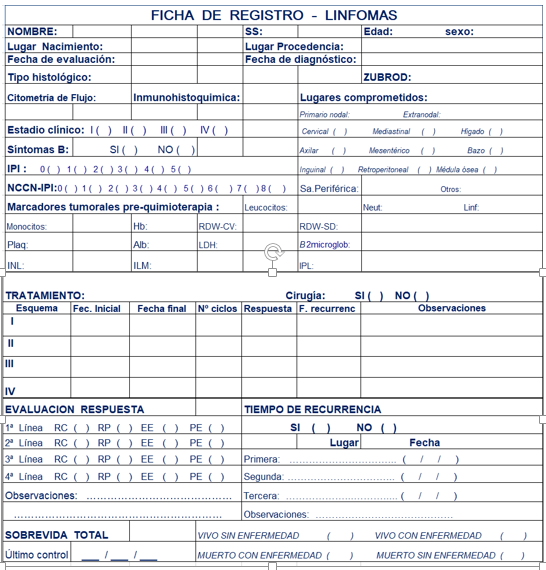 FICHA DE REGISTRO - LINFOMAS
NOMBRE: SS: Edad: sexo:
Lugar Nacimiento: Lugar Procedencia:
Fecha de evaluación: Fecha de diagnóstico:
Tipo histológico: ZUBROD:
Citometría de Flujo: Inmunohistoquimica: Lugares comprometidos:
Primario nodal: Extranodal:
Estadio clínico: I ( ) II ( ) III ( ) IV ( ) Cervical ( ) Mediastinal ( ) Hígado ( )
Síntomas B: SI ( ) NO ( ) Axilar ( ) Mesentérico ( ) Bazo ( )
IPI : 0 ( ) 1 ( ) 2 ( ) 3 ( ) 4 ( ) 5 ( ) Inguinal ( ) Retroperitoneal ( ) Médula ósea ( )
NCCN-IPI: 0 ( ) 1 ( ) 2 ( ) 3 ( ) 4 ( ) 5 ( ) 6 ( ) 7 ( ) 8 ( ) Sa.Periférica: Otros:
Marcadores tumorales pre-quimioterapia : Leucocitos: Neut: Linf:
Monocitos: Hb: RDW-CV: RDW-SD:
Plaq: Alb: LDH: B2microglob:
INL: ILM: IPL:
TRATAMIENTO: Cirugía: SI ( ) NO ( )
Esquema Fec. Inicial Fecha final Nº ciclos Respuesta F. recurrenc Observaciones
I
II
III
IV
EVALUACION RESPUESTA TIEMPO DE RECURRENCIA
1ª Línea RC ( ) RP ( ) EE ( ) PE ( ) SI ( ) NO ( )
2ª Línea RC ( ) RP ( ) EE ( ) PE ( ) Lugar Fecha
3ª Línea RC ( ) RP ( ) EE ( ) PE ( ) Primera: ………………………… ( / / )
4ª Línea RC ( ) RP ( ) EE ( ) PE ( ) Segunda: ………………………… ( / / )
Observaciones: …………………………………… Tercera: ………………………… ( / / )
…………………………………………………… Observaciones: …………………………………
SOBREVIDA TOTAL VIVO SIN ENFERMEDAD ( ) VIVO CON ENFERMEDAD ( )
Último control ___ / ___ / ___ MUERTO CON ENFERMEDAD ( ) MUERTO SIN ENFERMEDAD ( )